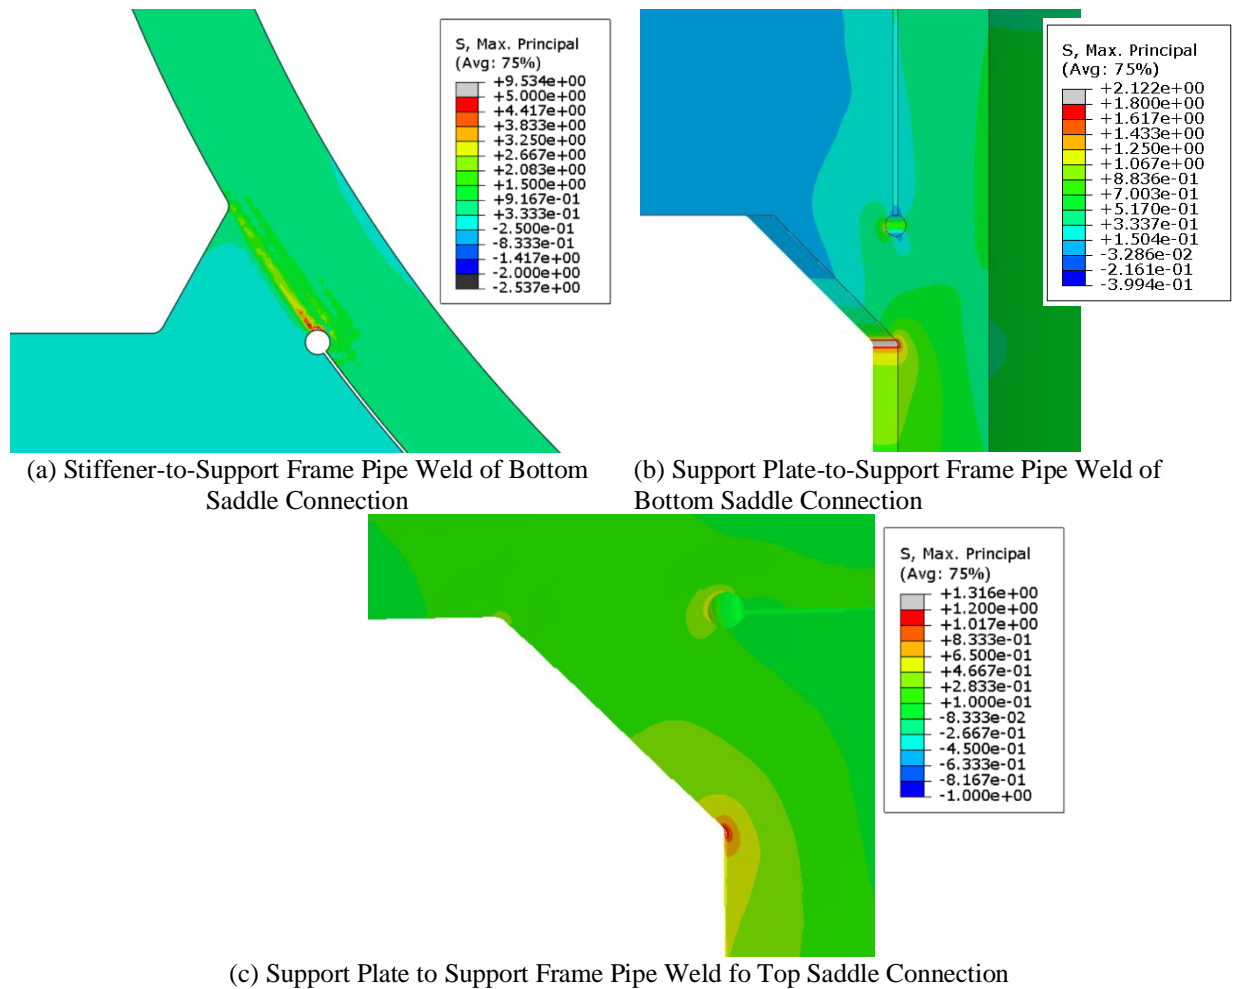 S, Max. Principal
(Avg: 75%)
+9.534e+00
+5.000e+00
+4.417e+00
+3.833e+00
+3.250e+00
+2.667e+00
+2.083e+00
+1.500e+00
+9.167e-01
+3.333e-01
-2.500e-01
-8.333e-01
-1.417e+00
-2.000e+00
-2.537e+00
S, Max. Principal
(Avg: 75%)
+2.122e+00
+1.800e+00
+1.617e+00
+1.433e+00
+1.250e+00
+1.067e+00
+8.836e-01
+7.003e-01
+5.170e-01
+3.337e-01
+1.504e-01
-3.286e-02
-2.161e-01
-3.994e-01
(a) Stiffener-to-Support Frame Pipe Weld of Bottom
Saddle Connection
(b) Support Plate-to-Support Frame Pipe Weld of
Bottom Saddle Connection
S, Max. Principal
(Avg: 75%)
+1.316e+00
+1.200e+00
+1.017e+00
+8.333e-01
+6.500e-01
+4.667e-01
+2.833e-01
+1.000e-01
-8.333e-02
-2.667e-01
-4.500e-01
-6.333e-01
-8.167e-01
-1.000e+00
(c) Support Plate to Support Frame Pipe Weld fo Top Saddle Connection